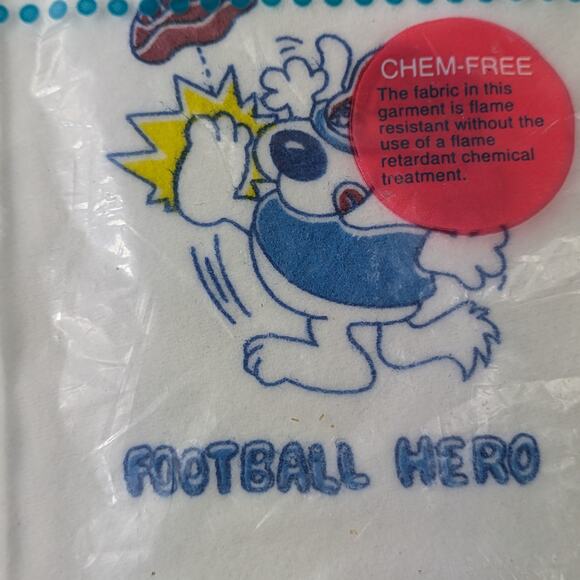 CHEM-FREE
The fabric in this
garment is flame
resistant without the
use of a flame
retardant chemical
treatment.
FOOTBALL HERO